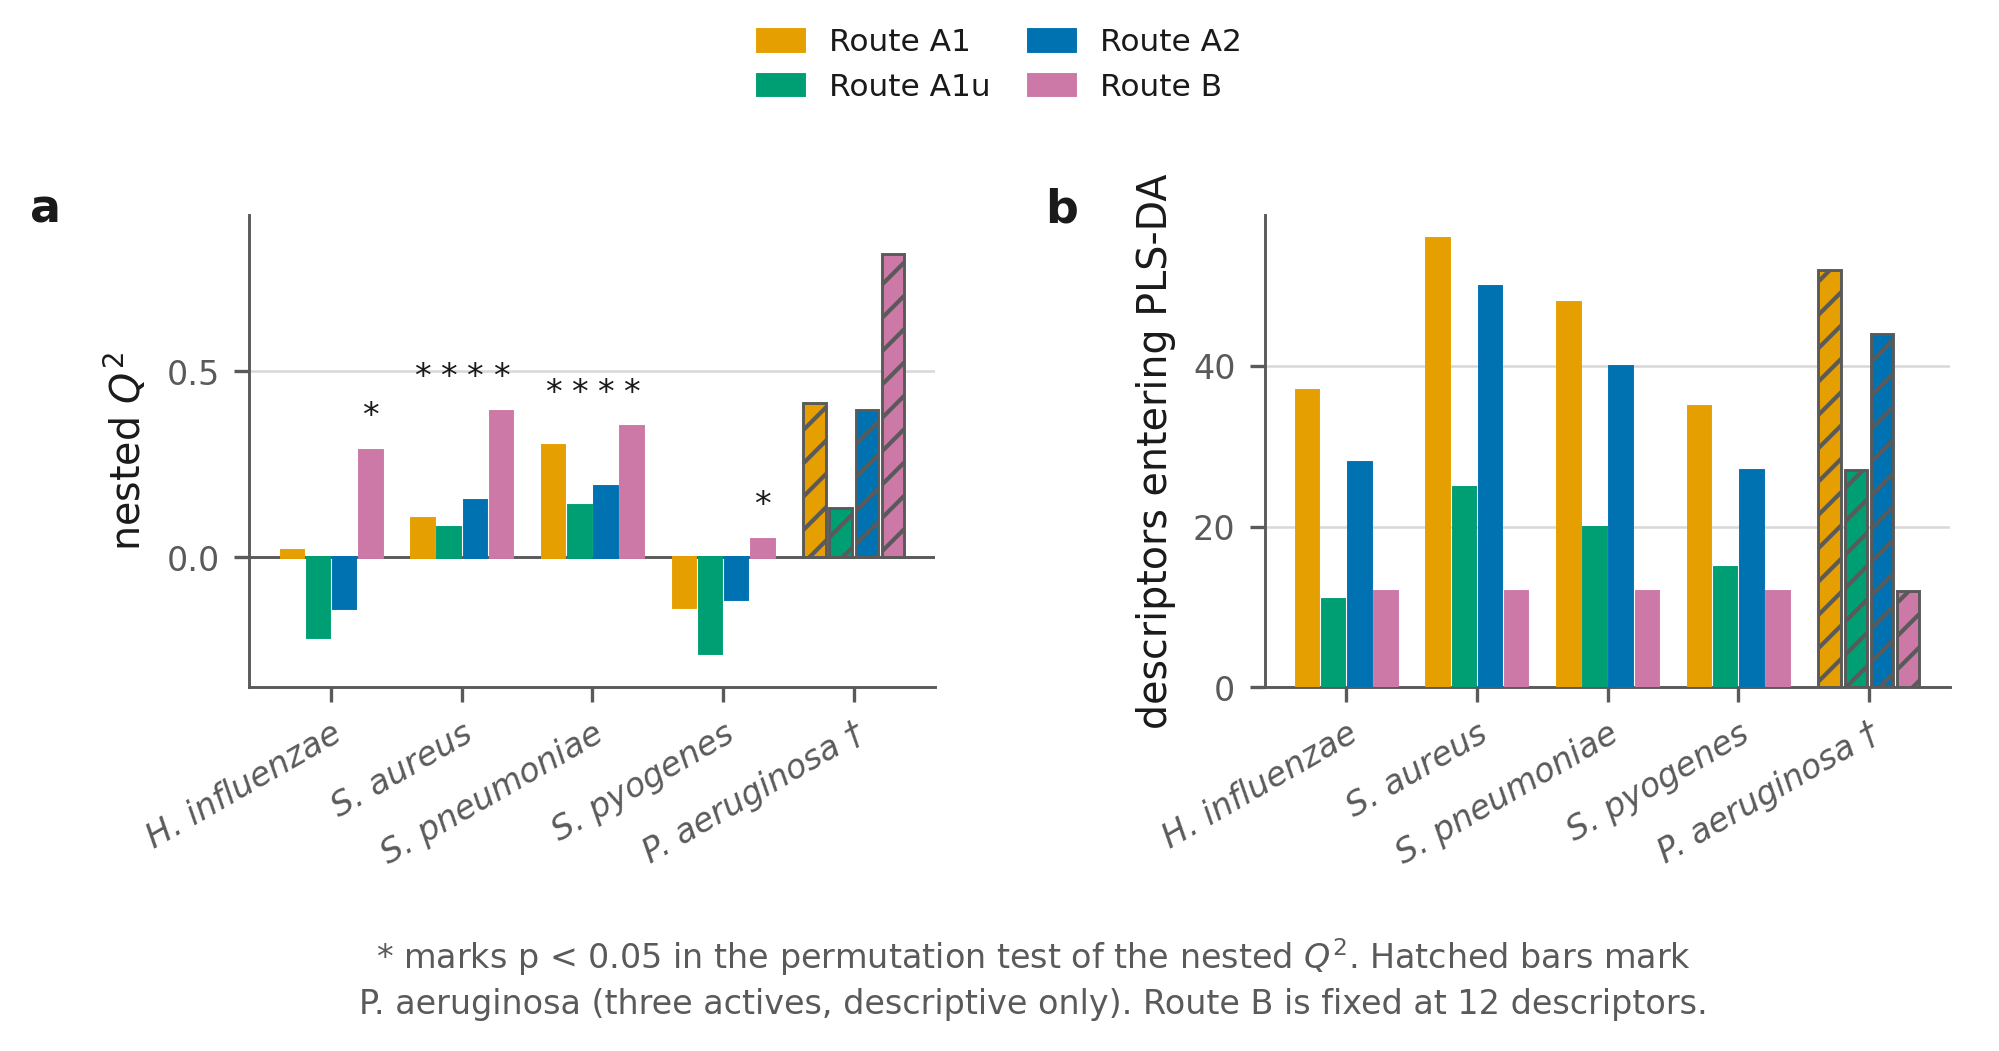 Route A1
Route A1u
Route A2
Route B
a
nested Q²
0.5
0.0
*
* * * *
* * * *
*
H. influenzae
S. aureus
S. pneumoniae
S. pyogenes
P. aeruginosa †
b
descriptors entering PLS-DA
40
20
0
H. influenzae
S. aureus
S. pneumoniae
S. pyogenes
P. aeruginosa †
* marks p < 0.05 in the permutation test of the nested Q². Hatched bars mark
P. aeruginosa (three actives, descriptive only). Route B is fixed at 12 descriptors.